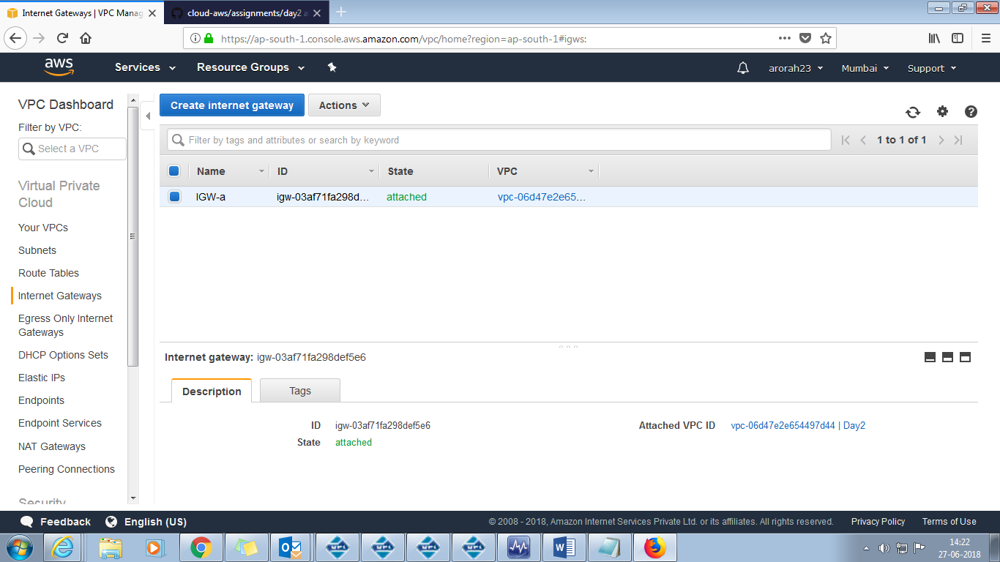 Internet Gateways | VPC Manag
cloud-aws/assignments/day2 a
https://ap-south-1.console.aws.amazon.com/vpc/home?region=ap-south-1#igws:
aws
Services
Resource Groups
arorah23
Mumbai
Support
VPC Dashboard
Filter by VPC:
Select a VPC
Virtual Private
Cloud
Your VPCs
Subnets
Route Tables
Internet Gateways
Egress Only Internet
Gateways
DHCP Options Sets
Elastic IPs
Endpoints
Endpoint Services
NAT Gateways
Peering Connections
Security
Create internet gateway
Actions
Filter by tags and attributes or search by keyword
1 to 1 of 1
Name ID State VPC
IGW-a igw-03af71fa298d... attached vpc-06d47e2e65...
Internet gateway: igw-03af71fa298def5e6
Description
Tags
ID igw-03af71fa298def5e6
Attached VPC ID vpc-06d47e2e654497d44 | Day2
State attached
Feedback
English (US)
© 2008 - 2018, Amazon Internet Services Private Ltd. or its affiliates. All rights reserved.
Privacy Policy
Terms of Use
UPL
UPL
UPL
UPL
14:22
27-06-2018